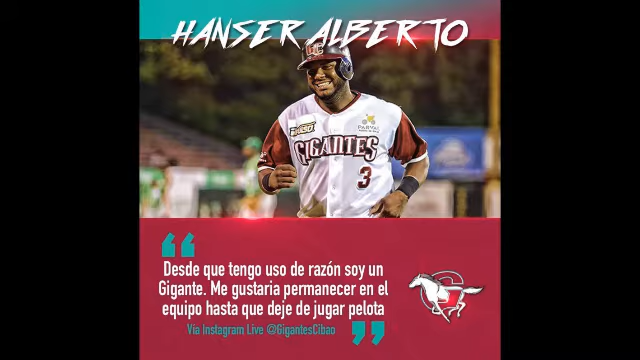 HANSER ALBERTO
GC
GIGANTES
3
Desde que tengo uso de razón soy un
Gigante. Me gustaria permanecer en el
equipo hasta que deje de jugar pelota
Vía Instagram Live @GigantesCibao